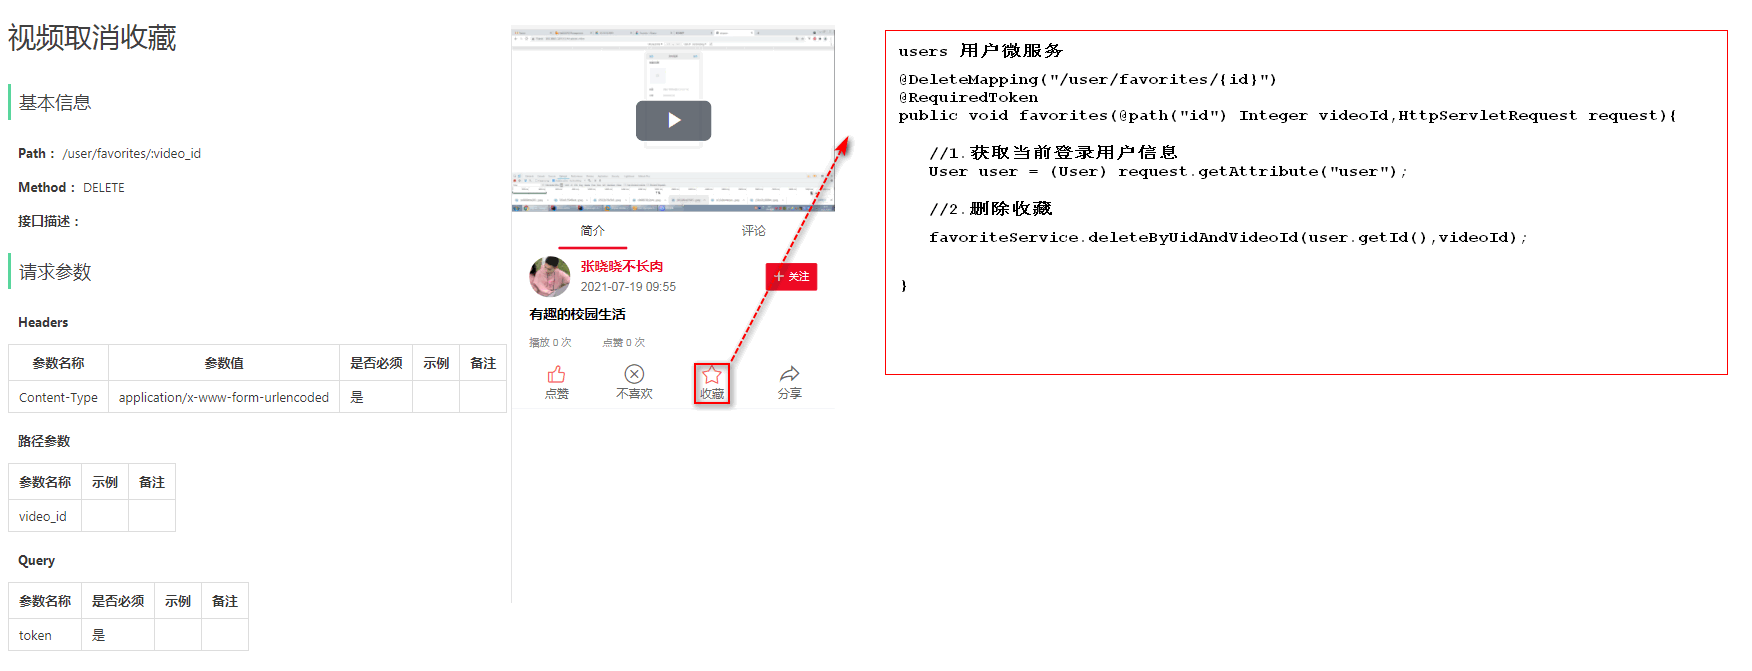 视频取消收藏
基本信息
Path： /user/favorites/:video_id
Method： DELETE
接口描述：
请求参数
Headers
参数名称 参数值 是否必须 示例 备注
Content-Type application/x-www-form-urlencoded 是
路径参数
参数名称 示例 备注
video_id
Query
参数名称 是否必须 示例 备注
token 是
简介 评论
张晓晓不长肉
2021-07-19 09:55
+ 关注
有趣的校园生活
播放 0 次 点赞 0 次
点赞 不喜欢 收藏 分享
users 用户微服务
@DeleteMapping("/user/favorites/{id}")
@RequiredToken
public void favorites(@path("id") Integer videoId,HttpServletRequest request){
//1.获取当前登录用户信息
User user = (User) request.getAttribute("user");
//2.删除收藏
favoriteService.deleteByUidAndVideoId(user.getId(),videoId);
}